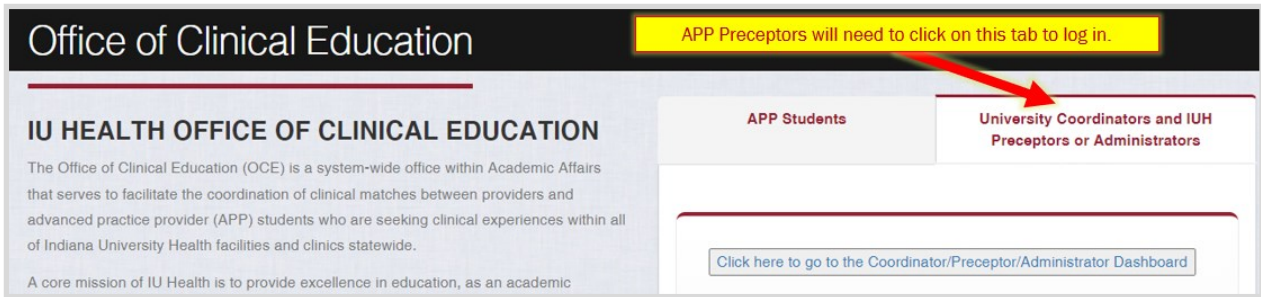 Office of Clinical Education
APP Preceptors will need to click on this tab to log in.
IU HEALTH OFFICE OF CLINICAL EDUCATION
The Office of Clinical Education (OCE) is a system-wide office within Academic Affairs
that serves to facilitate the coordination of clinical matches between providers and
advanced practice provider (APP) students who are seeking clinical experiences within all
of Indiana University Health facilities and clinics statewide.
A core mission of IU Health is to provide excellence in education, as an academic
APP Students
University Coordinators and IUH
Preceptors or Administrators
Click here to go to the Coordinator/Preceptor/Administrator Dashboard